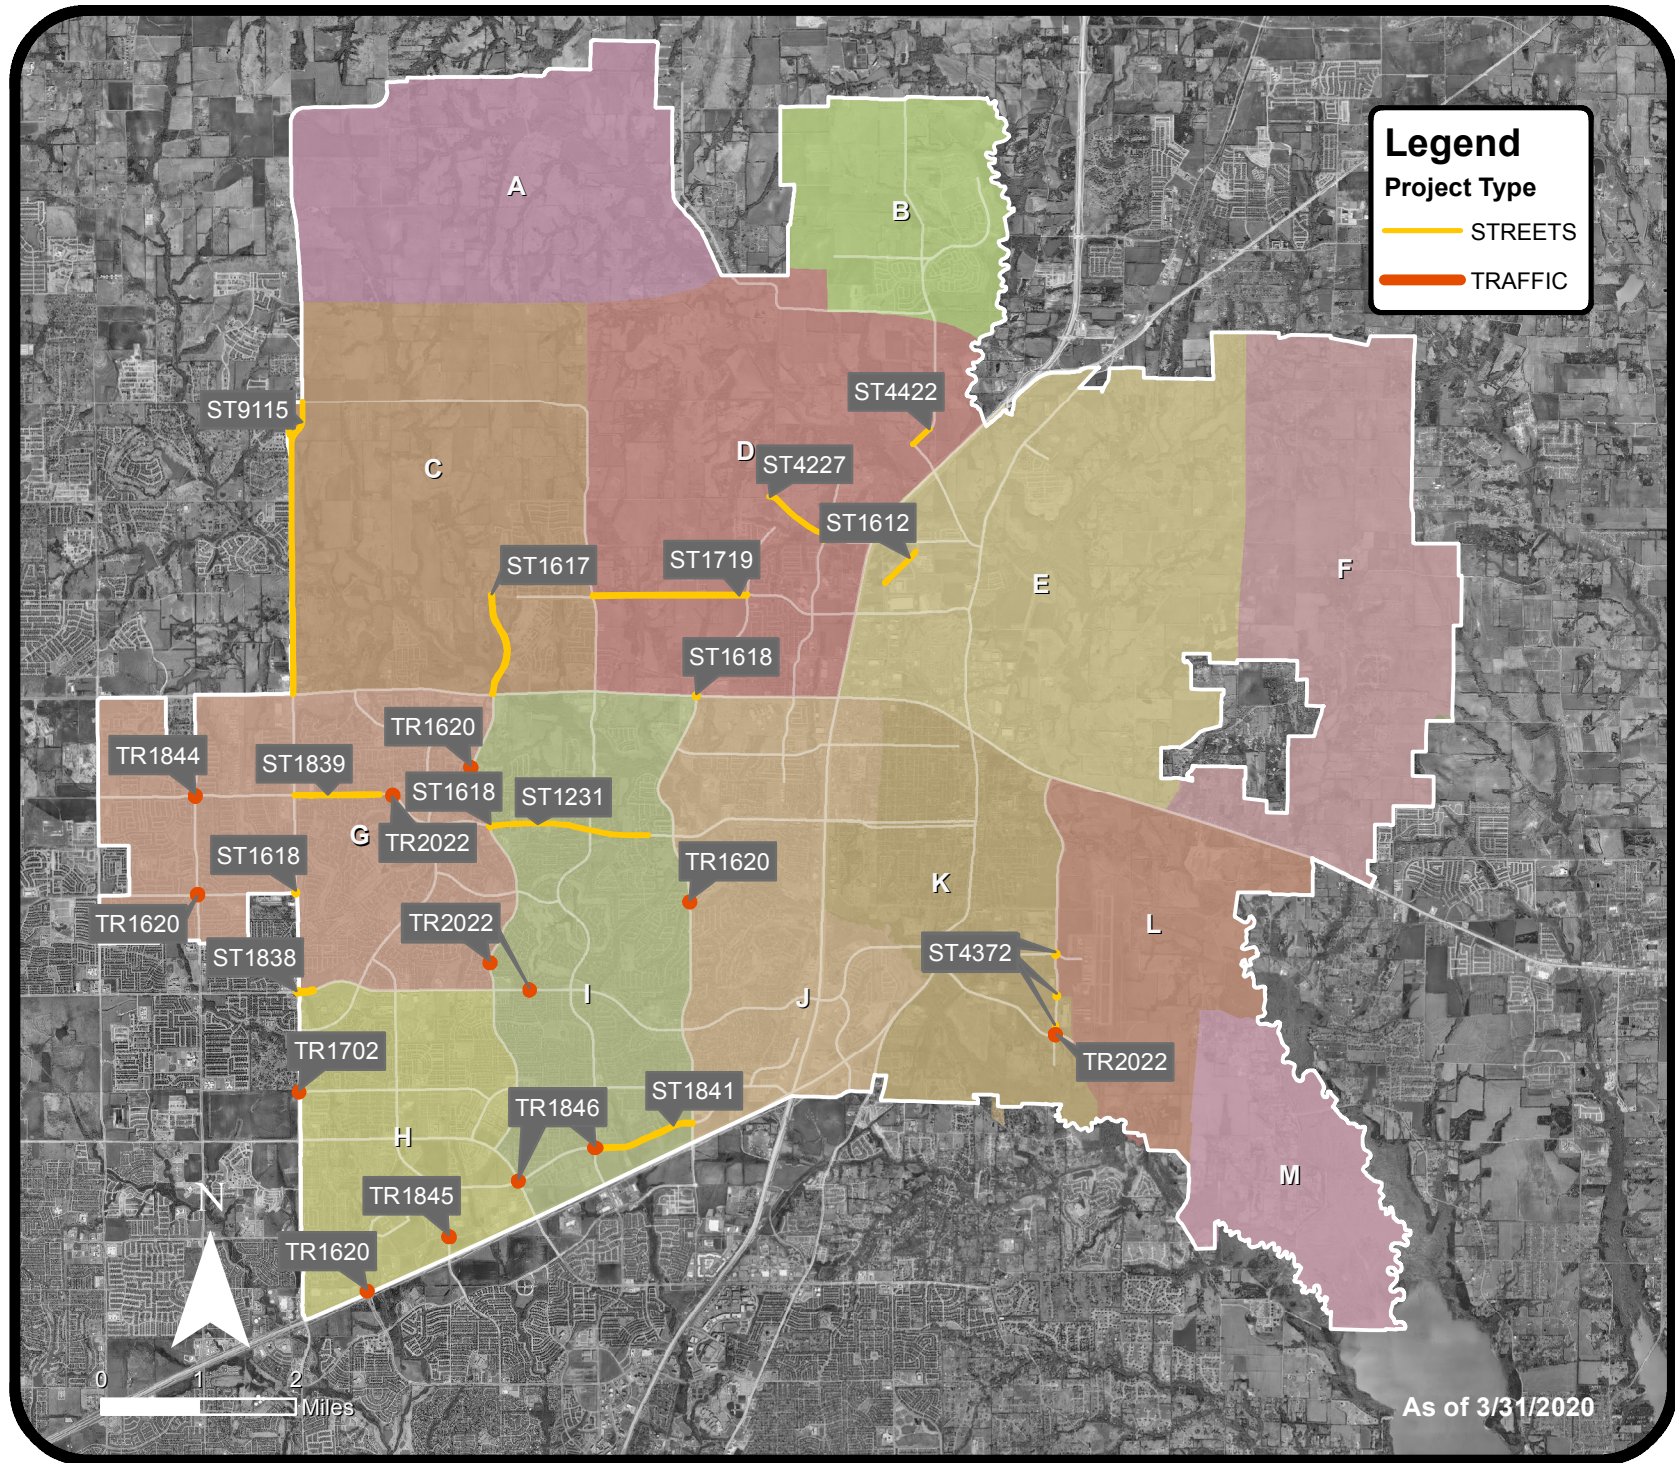 Legend
Project Type
STREETS
TRAFFIC
A
B
ST4422
ST9115
D
C
ST4227
ST1612
ST1617
ST1719
F
E
ST1618
TR1620
TR1844
ST1839
ST1618
ST1231
G
TR2022
ST1618
TR1620
K
TR1620
TR2022
L
ST1838
ST4372
I
J
TR1702
TR2022
ST1841
TR1846
H
M
TR1845
N
TR1620
0 1 2
Miles
As of 3/31/2020